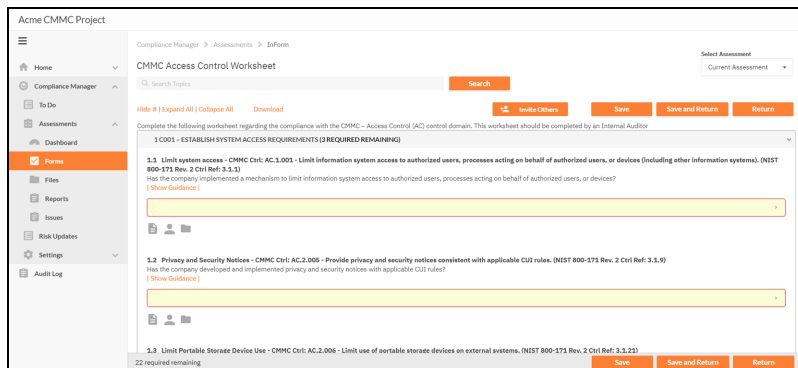 Acme CMMC Project
Home
Compliance Manager
To Do
Assessments
Dashboard
Forms
Files
Reports
Issues
Risk Updates
Settings
Audit Log
Compliance Manager > Assessments > InForm
Select Assessment
CMMC Access Control Worksheet
Current Assessment
Search Topics
Search
Hide # | Expand All | Collapse All
Download
Invite Others
Save
Save and Return
Return
Complete the following worksheet regarding the compliance with the CMMC – Access Control (AC) control domain. This worksheet should be completed by an Internal Auditor
1 C001 – ESTABLISH SYSTEM ACCESS REQUIREMENTS (3 REQUIRED REMAINING)
1.1 Limit system access - CMMC Ctrl: AC.1.001 - Limit information system access to authorized users, processes acting on behalf of authorized users, or devices (including other information systems). (NIST
800-171 Rev. 2 Ctrl Ref: 3.1.1)
Has the company implemented a mechanism to limit information system access to authorized users, processes acting on behalf of authorized users, or devices?
[ Show Guidance ]
1.2 Privacy and Security Notices - CMMC Ctrl: AC.2.005 - Provide privacy and security notices consistent with applicable CUI rules. (NIST 800-171 Rev. 2 Ctrl Ref: 3.1.9)
Has the company developed and implemented privacy and security notices with applicable CUI rules?
[ Show Guidance ]
1.3 Limit Portable Storage Device Use - CMMC Ctrl: AC.2.006 - Limit use of portable storage devices on external systems. (NIST 800-171 Rev. 2 Ctrl Ref: 3.1.21)
22 required remaining
Save
Save and Return
Return